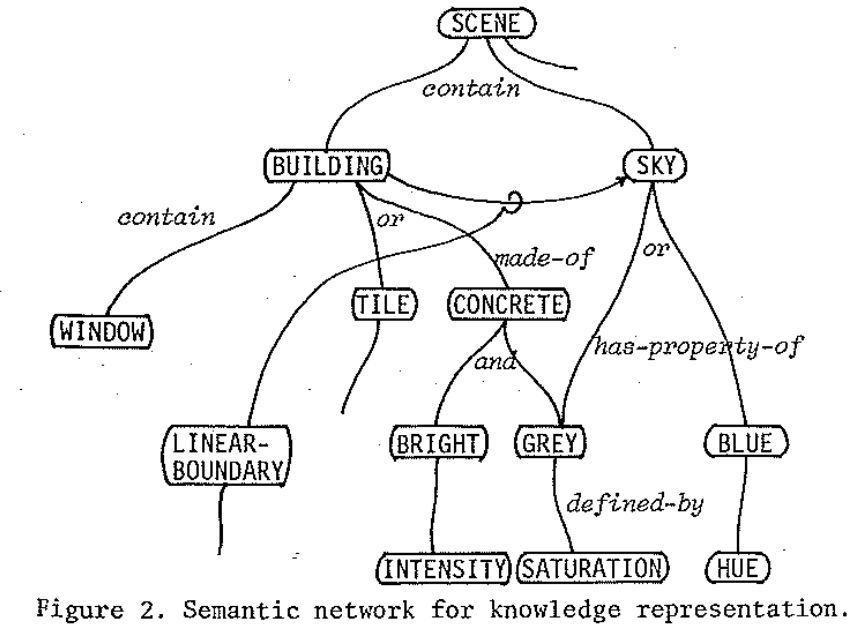 SCENE
contain
BUILDING
SKY
contain
or
or
made-of
TILE
CONCRETE
WINDOW
has-property-of
and
LINEAR-
BOUNDARY
BRIGHT
GREY
BLUE
defined-by
INTENSITY
SATURATION
HUE
Figure 2. Semantic network for knowledge representation.